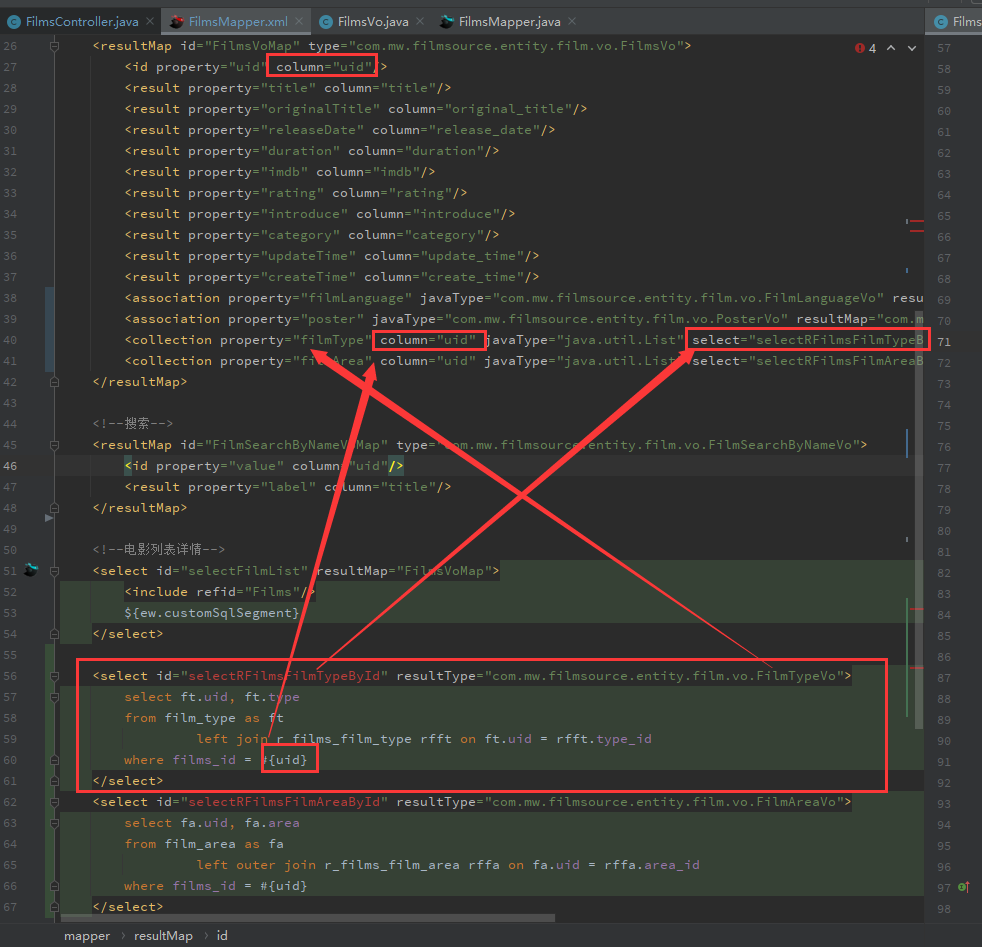 FilmsController.java × FilmsMapper.xml × FilmsVo.java × FilmsMapper.java × Films
26 <resultMap id="FilmsVoMap" type="com.mw.filmsource.entity.film.vo.FilmsVo"> 4 57
27 <id property="uid" column="uid"/> 58
28 <result property="title" column="title"/> 59
29 <result property="originalTitle" column="original_title"/> 60
30 <result property="releaseDate" column="release_date"/> 61
31 <result property="duration" column="duration"/> 62
32 <result property="imdb" column="imdb"/> 63
33 <result property="rating" column="rating"/> 64
34 <result property="introduce" column="introduce"/> 65
35 <result property="category" column="category"/> 66
36 <result property="updateTime" column="update_time"/> 67
37 <result property="createTime" column="create_time"/> 68
38 <association property="filmLanguage" javaType="com.mw.filmsource.entity.film.vo.FilmLanguageVo" resu 69
39 <association property="poster" javaType="com.mw.filmsource.entity.film.vo.PosterVo" resultMap="com.m 70
40 <collection property="filmType" column="uid" javaType="java.util.List" select="selectRFilmsFilmTypeB 71
41 <collection property="filmArea" column="uid" javaType="java.util.List" select="selectRFilmsFilmAreaB 72
42 </resultMap> 73
43 74
44 <!--搜索--> 75
45 <resultMap id="FilmSearchByNameVoMap" type="com.mw.filmsource.entity.film.vo.FilmSearchByNameVo"> 76
46 <id property="value" column="uid"/> 77
47 <result property="label" column="title"/> 78
48 </resultMap> 79
49 80
50 <!--电影列表详情--> 81
51 <select id="selectFilmList" resultMap="FilmsVoMap"> 82
52 <include refid="Films"/> 83
53 ${ew.customSqlSegment} 84
54 </select> 85
55 86
56 <select id="selectRFilmsFilmTypeById" resultType="com.mw.filmsource.entity.film.vo.FilmTypeVo"> 87
57 select ft.uid, ft.type 88
58 from film_type as ft 89
59 left join r_films_film_type rfft on ft.uid = rfft.type_id 90
60 where films_id = #{uid} 91
61 </select> 92
62 <select id="selectRFilmsFilmAreaById" resultType="com.mw.filmsource.entity.film.vo.FilmAreaVo"> 93
63 select fa.uid, fa.area 94
64 from film_area as fa 95
65 left outer join r_films_film_area rffa on fa.uid = rffa.area_id 96
66 where films_id = #{uid} 97
67 </select> 98
mapper › resultMap › id